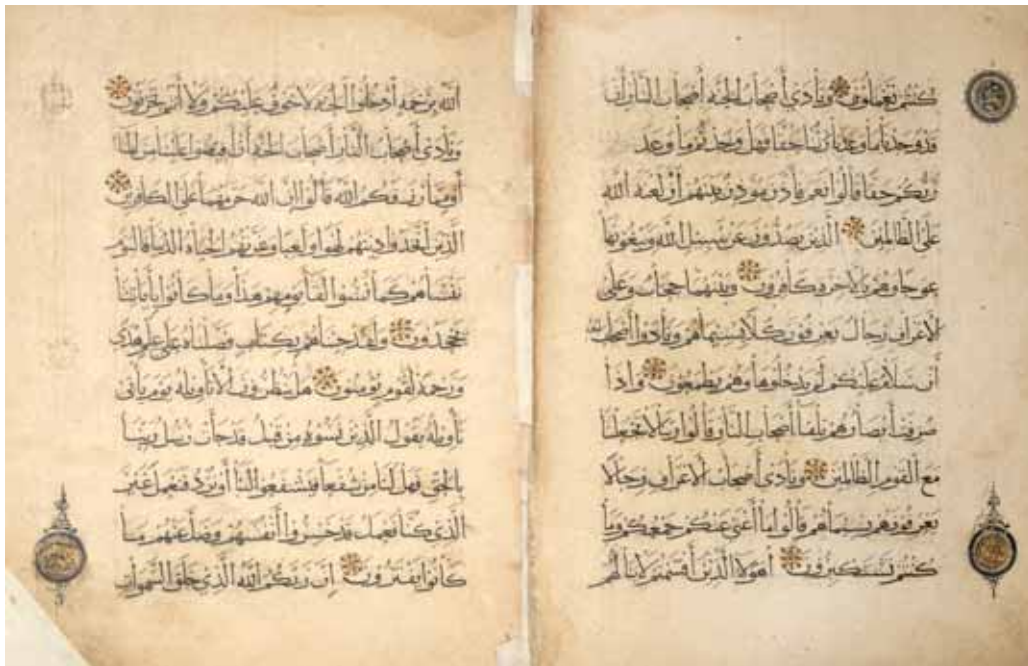 كنتم تعملون ونادى أصحاب الجنة أصحاب النار أن
قد وجدنا ما وعدنا ربنا حقا فهل وجدتم ما وعد
ربكم حقا قالوا نعم فأذن مؤذن بينهم أن لعنة الله
على الظالمين الذين يصدون عن سبيل الله ويبغونها
عوجا وهم بالآخرة كافرون وبينهما حجاب وعلى
الأعراف رجال يعرفون كلا بسيماهم ونادوا أصحاب الجنة
أن سلام عليكم لم يدخلوها وهم يطمعون وإذا
صرفت أبصارهم تلقاء أصحاب النار قالوا ربنا لا تجعلنا
مع القوم الظالمين ونادى أصحاب الأعراف رجالا
يعرفونهم بسيماهم قالوا ما أغنى عنكم جمعكم وما
كنتم تستكبرون أهؤلاء الذين أقسمتم لا ينالهم
الله برحمة ادخلوا الجنة لا خوف عليكم ولا أنتم تحزنون
ونادى أصحاب النار أصحاب الجنة أن أفيضوا علينا من الماء
أو مما رزقكم الله قالوا إن الله حرمهما على الكافرين
الذين اتخذوا دينهم لهوا ولعبا وغرتهم الحياة الدنيا فاليوم
ننساهم كما نسوا لقاء يومهم هذا وما كانوا بآياتنا
يجحدون ولقد جئناهم بكتاب فصلناه على علم هدى
ورحمة لقوم يؤمنون هل ينظرون إلا تأويله يوم يأتي
تأويله يقول الذين نسوه من قبل قد جاءت رسل ربنا
بالحق فهل لنا من شفعاء فيشفعوا لنا أو نرد فنعمل غير
الذي كنا نعمل قد خسروا أنفسهم وضل عنهم ما
كانوا يفترون إن ربكم الله الذي خلق السموات